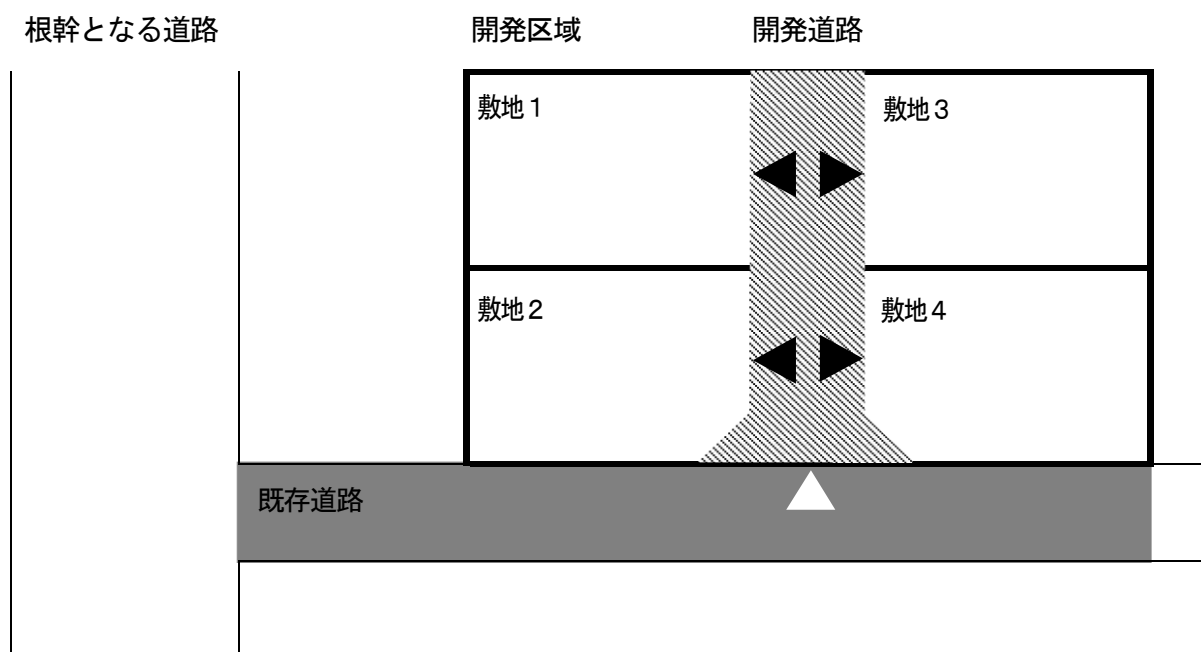 根幹となる道路
開発区域
開発道路
敷地１
敷地３
敷地２
敷地４
既存道路